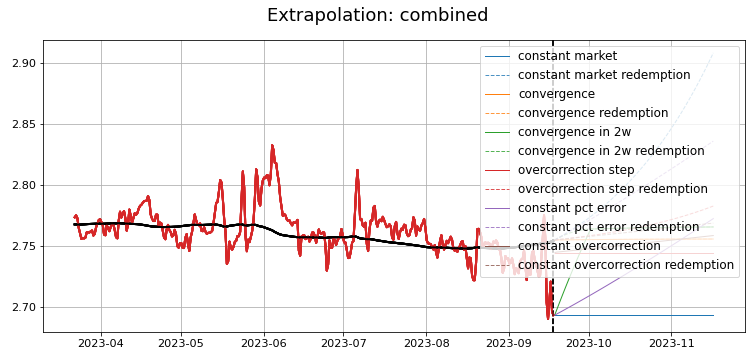 Extrapolation: combined
constant market
constant market redemption
convergence
convergence redemption
convergence in 2w
convergence in 2w redemption
overcorrection step
overcorrection step redemption
constant pct error
constant pct error redemption
constant overcorrection
constant overcorrection redemption
2.90
2.85
2.80
2.75
2.70
2023-04 2023-05 2023-06 2023-07 2023-08 2023-09 2023-10 2023-11